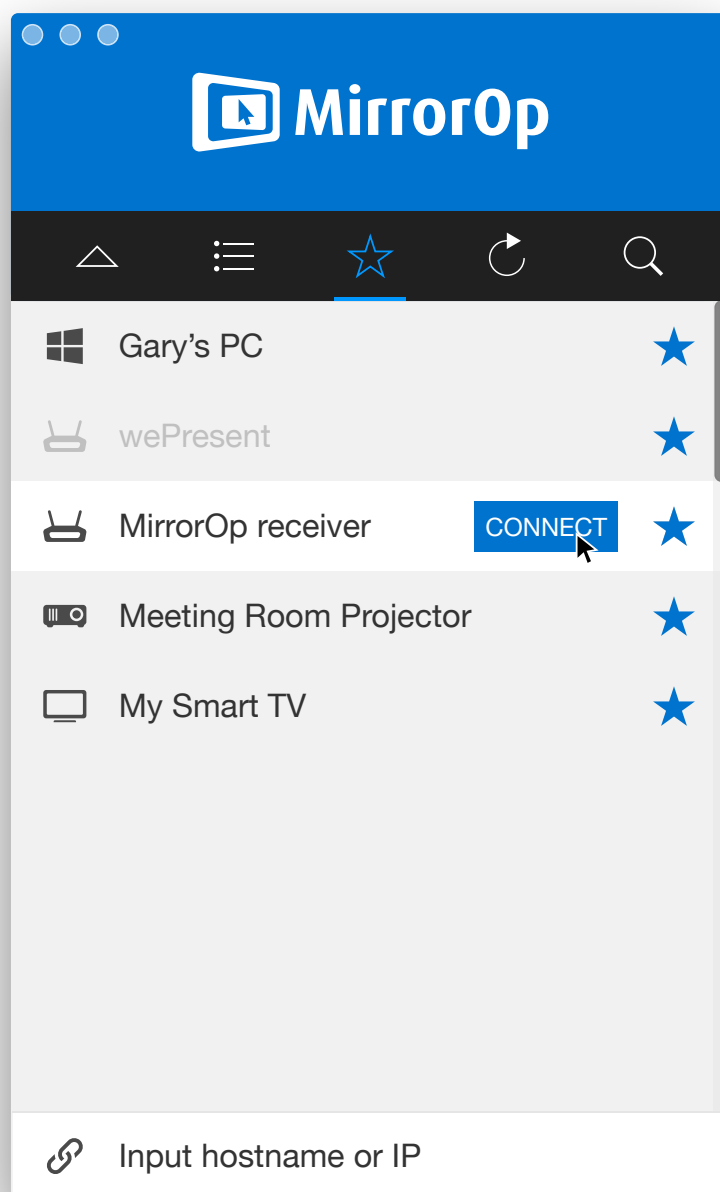 MirrorOp
Gary’s PC
wePresent
MirrorOp receiver CONNECT
Meeting Room Projector
My Smart TV
Input hostname or IP